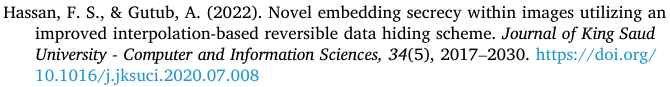 Hassan, F. S., & Gutub, A. (2022). Novel embedding secrecy within images utilizing an
improved interpolation-based reversible data hiding scheme. Journal of King Saud
University - Computer and Information Sciences, 34(5), 2017–2030. https://doi.org/
10.1016/j.jksuci.2020.07.008